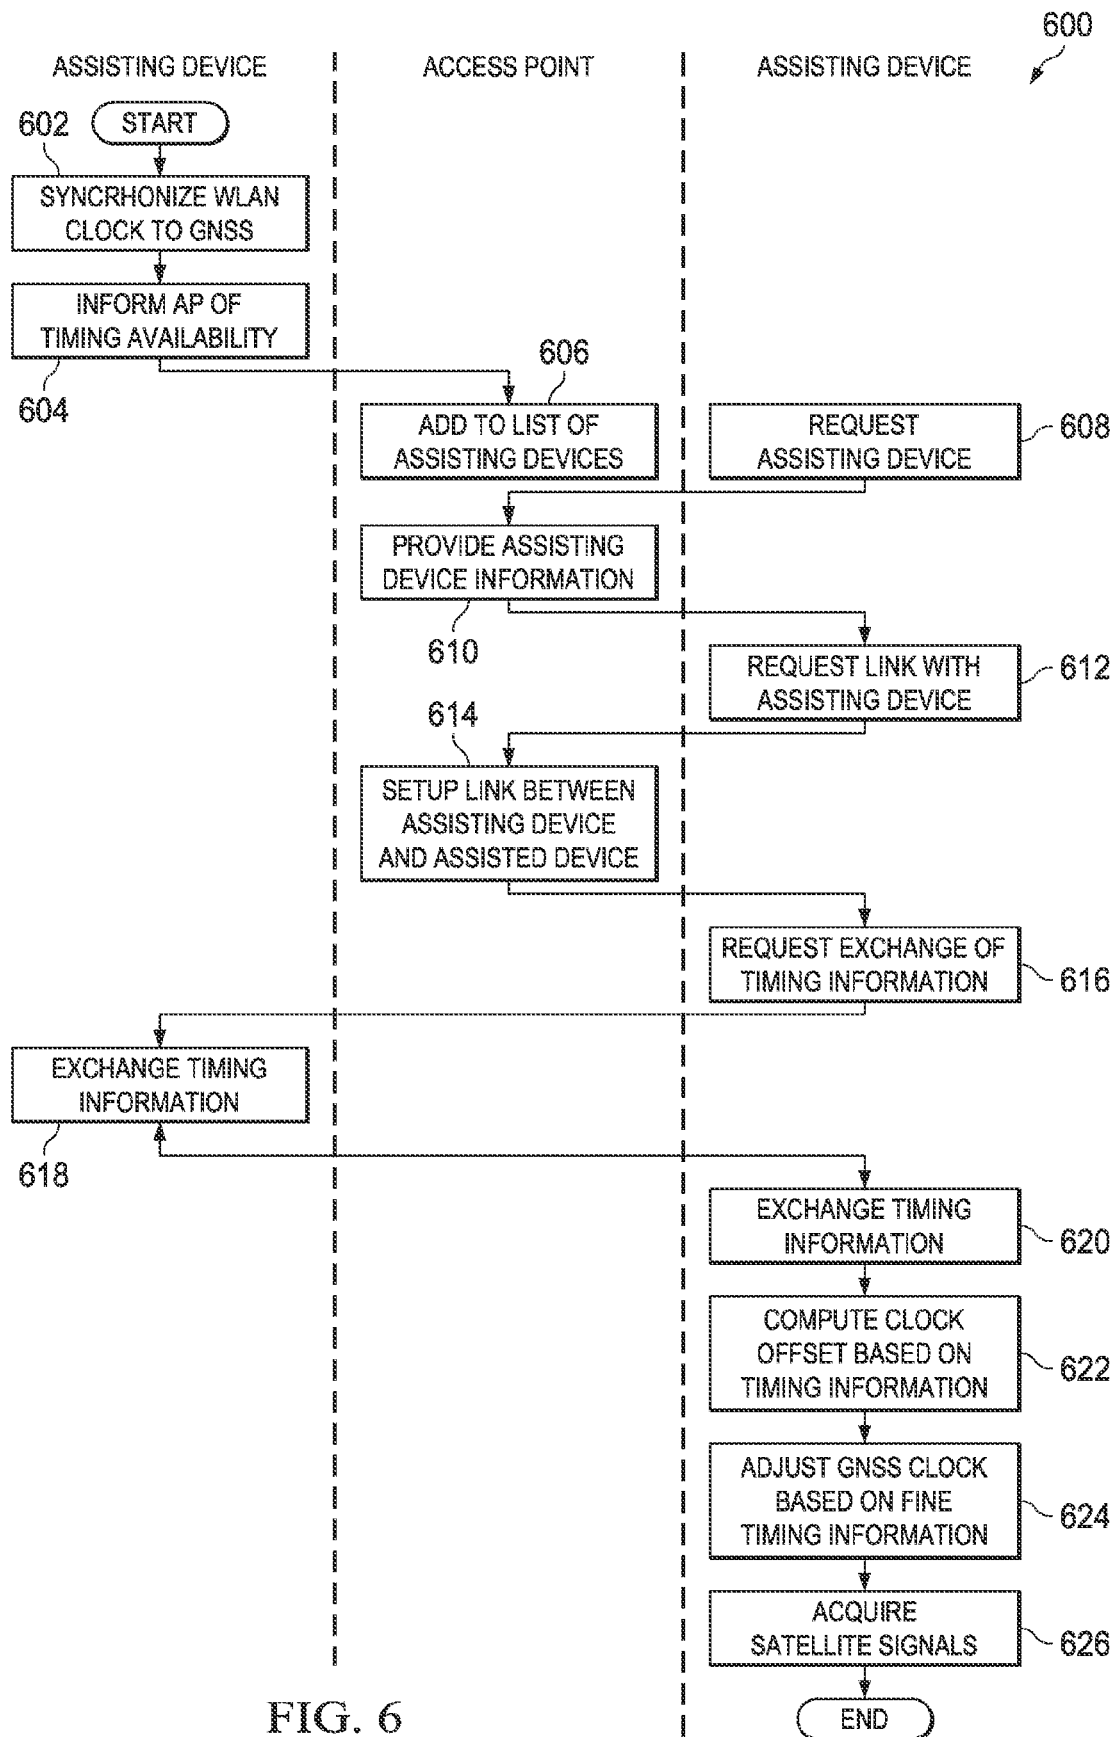 600
ASSISTING DEVICE
ACCESS POINT
ASSISTING DEVICE
START
602
SYNCRHONIZE WLAN
CLOCK TO GNSS
INFORM AP OF
TIMING AVAILABILITY
604
606
ADD TO LIST OF
ASSISTING DEVICES
REQUEST
ASSISTING DEVICE
608
PROVIDE ASSISTING
DEVICE INFORMATION
610
REQUEST LINK WITH
ASSISTING DEVICE
612
614
SETUP LINK BETWEEN
ASSISTING DEVICE
AND ASSISTED DEVICE
REQUEST EXCHANGE OF
TIMING INFORMATION
616
EXCHANGE TIMING
INFORMATION
618
EXCHANGE TIMING
INFORMATION
620
COMPUTE CLOCK
OFFSET BASED ON
TIMING INFORMATION
622
ADJUST GNSS CLOCK
BASED ON FINE
TIMING INFORMATION
624
ACQUIRE
SATELLITE SIGNALS
626
END
FIG. 6